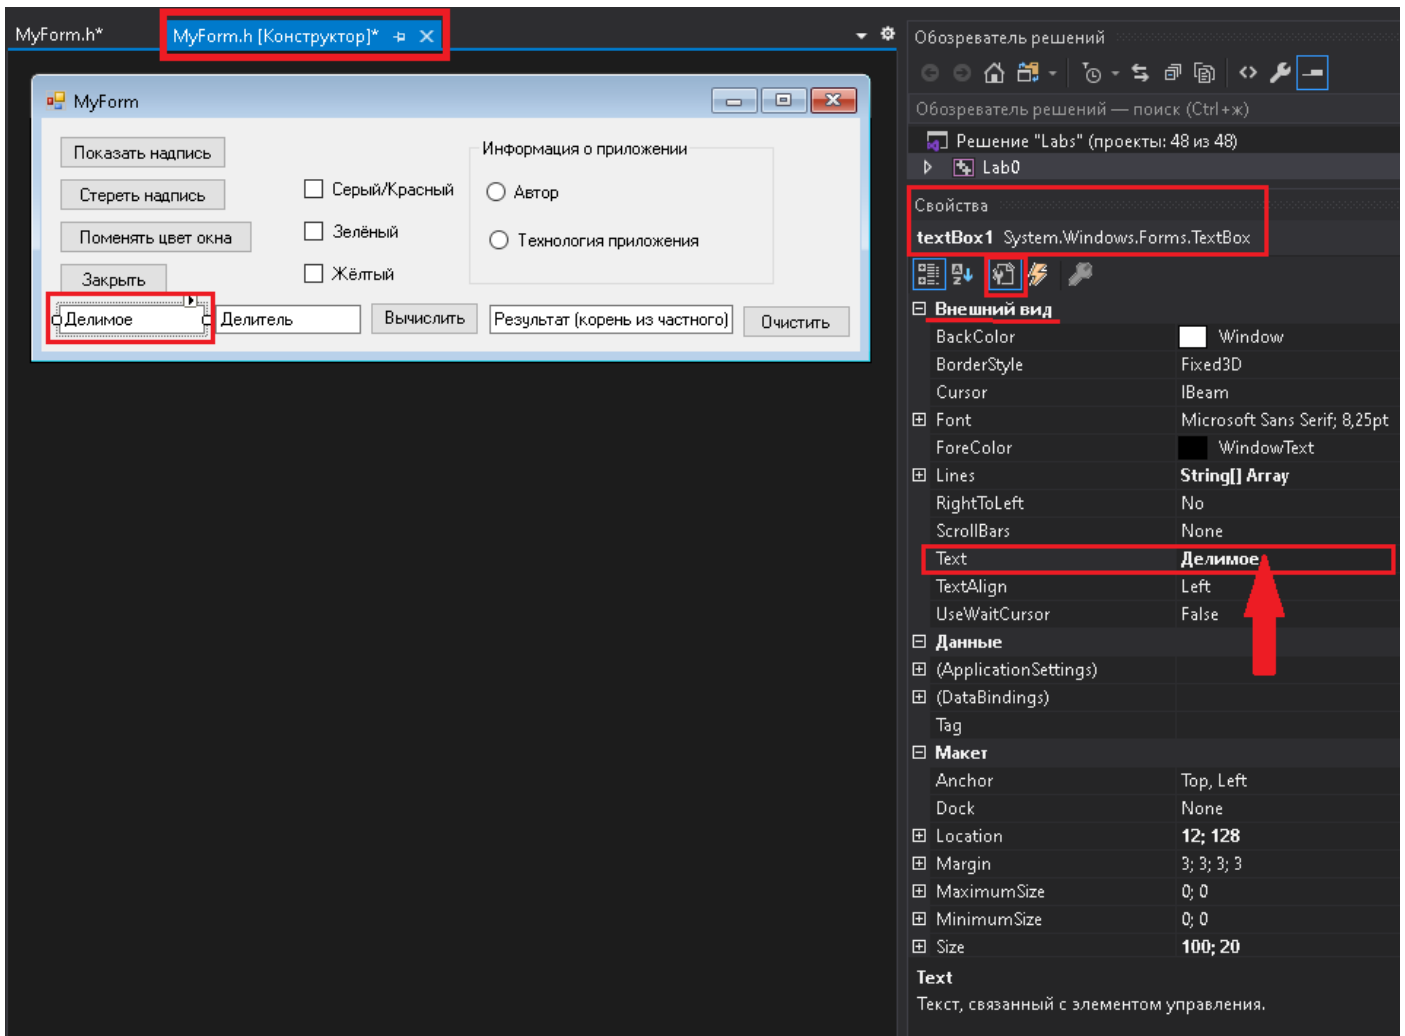 MyForm.h*
MyForm.h [Конструктор]*
MyForm
Показать надпись
Стереть надпись
Поменять цвет окна
Закрыть
Серый/Красный
Зелёный
Жёлтый
Информация о приложении
Автор
Технология приложения
Делимое
Делитель
Вычислить
Результат (корень из частного)
Очистить
Обозреватель решений
Обозреватель решений — поиск (Ctrl+ж)
Решение "Labs" (проекты: 48 из 48)
Lab0
Свойства
textBox1 System.Windows.Forms.TextBox
Внешний вид
BackColor Window
BorderStyle Fixed3D
Cursor IBeam
Font Microsoft Sans Serif; 8,25pt
ForeColor WindowText
Lines String[] Array
RightToLeft No
ScrollBars None
Text Делимое
TextAlign Left
UseWaitCursor False
Данные
(ApplicationSettings)
(DataBindings)
Tag
Макет
Anchor Top, Left
Dock None
Location 12; 128
Margin 3; 3; 3; 3
MaximumSize 0; 0
MinimumSize 0; 0
Size 100; 20
Text
Текст, связанный с элементом управления.